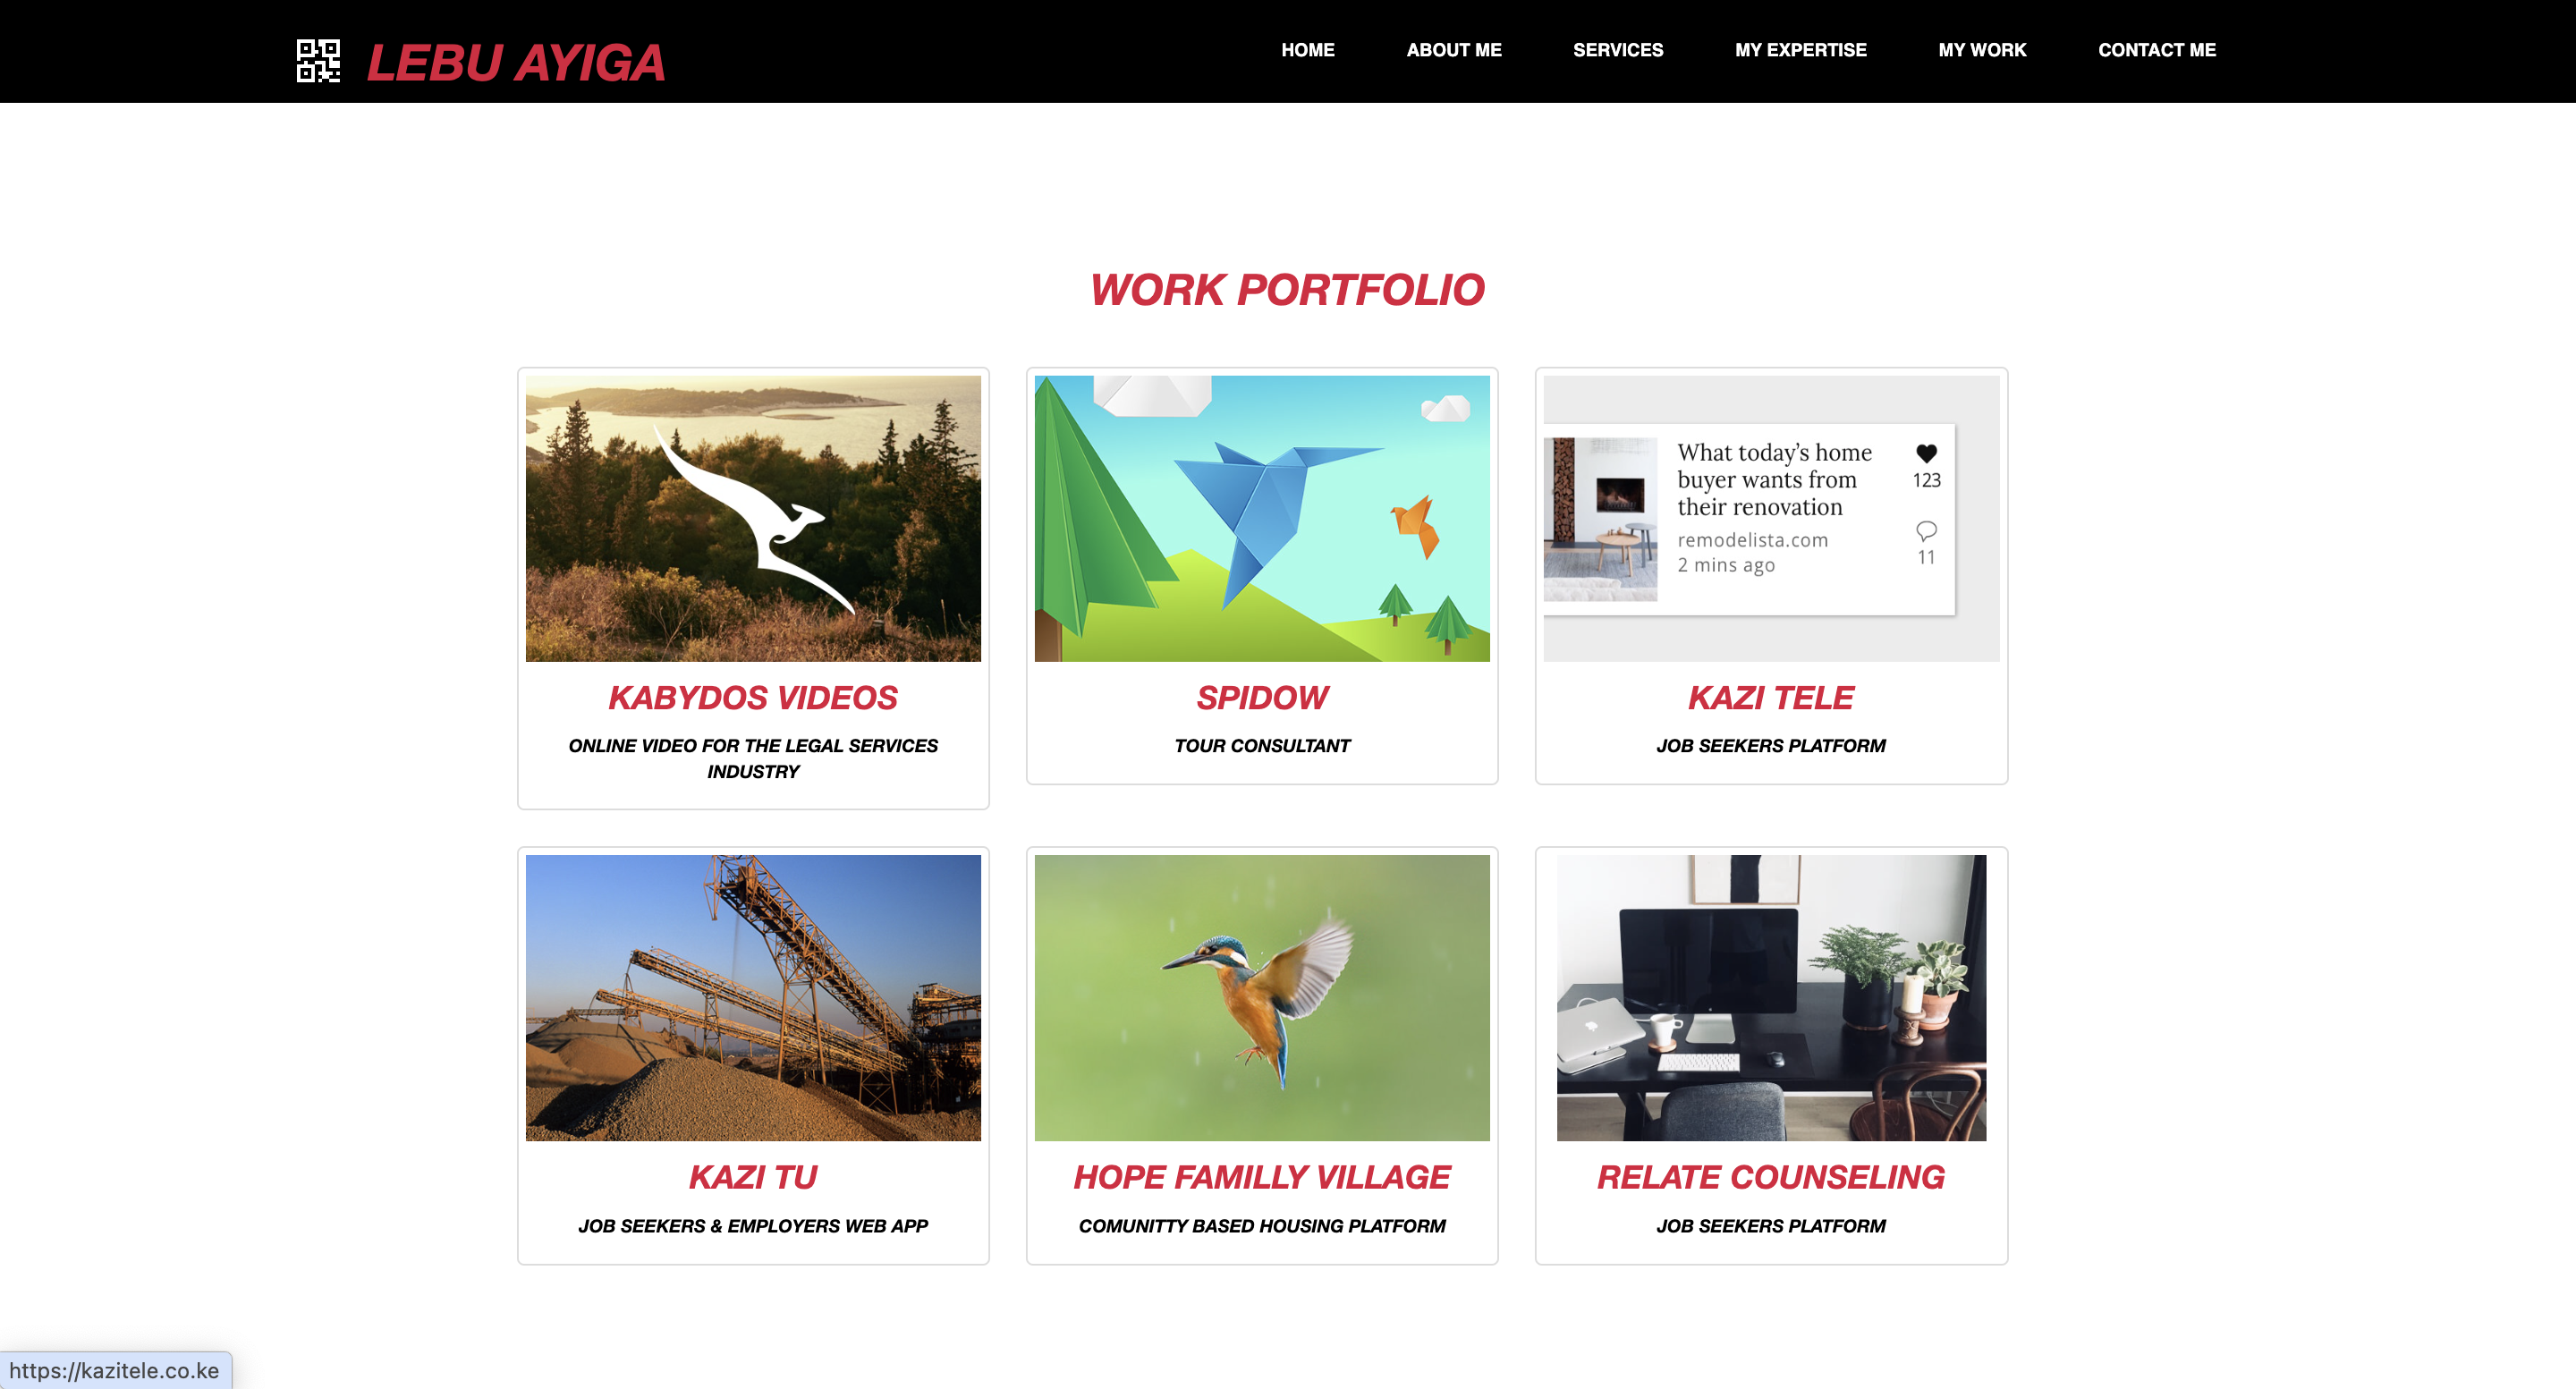 LEBU AYIGA
HOME ABOUT ME SERVICES MY EXPERTISE MY WORK CONTACT ME
WORK PORTFOLIO
What today's home
buyer wants from
their renovation
remodelista.com
2 mins ago
123
11
KABYDOS VIDEOS
ONLINE VIDEO FOR THE LEGAL SERVICES
INDUSTRY
SPIDOW
TOUR CONSULTANT
KAZI TELE
JOB SEEKERS PLATFORM
KAZI TU
JOB SEEKERS & EMPLOYERS WEB APP
HOPE FAMILLY VILLAGE
COMUNITTY BASED HOUSING PLATFORM
RELATE COUNSELING
JOB SEEKERS PLATFORM
https://kazitele.co.ke